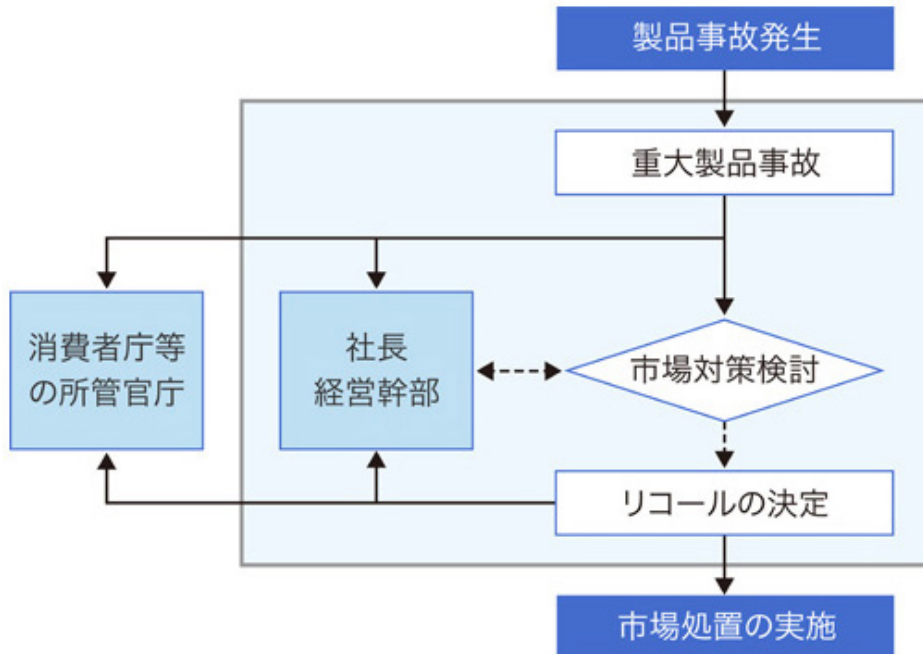 製品事故発生
重大製品事故
消費者庁等
の所管官庁
社長
経営幹部
市場対策検討
リコールの決定
市場処置の実施